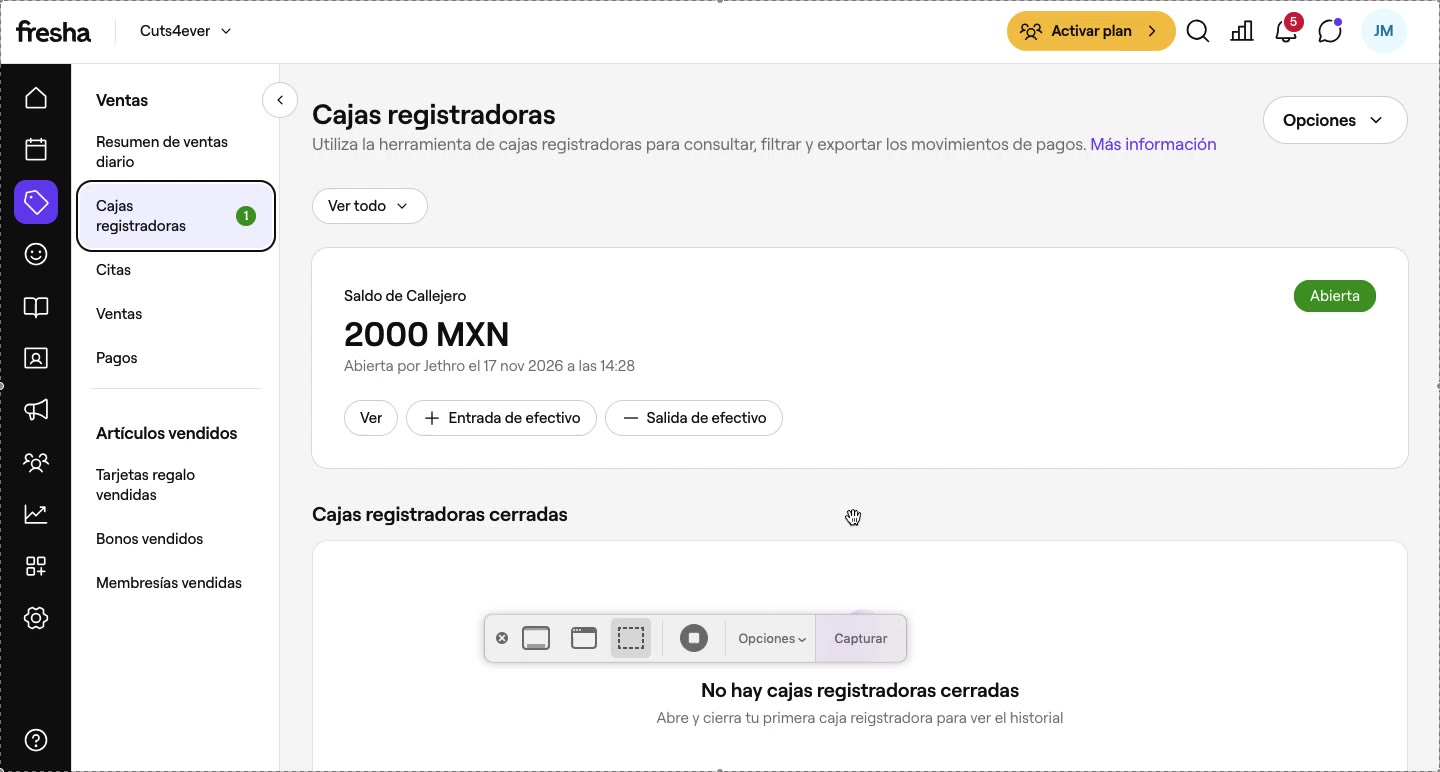 fresha
Cuts4ever
Activar plan
5
JM
Ventas
Resumen de ventas
diario
Cajas
registradoras
1
Citas
Ventas
Pagos
Artículos vendidos
Tarjetas regalo
vendidas
Bonos vendidos
Membresías vendidas
Cajas registradoras
Utiliza la herramienta de cajas registradoras para consultar, filtrar y exportar los movimientos de pagos. Más información
Opciones
Ver todo
Saldo de Callejero
Abierta
2000 MXN
Abierta por Jethro el 17 nov 2026 a las 14:28
Ver
Entrada de efectivo
Salida de efectivo
Cajas registradoras cerradas
Opciones
Capturar
No hay cajas registradoras cerradas
Abre y cierra tu primera caja reigstradora para ver el historial